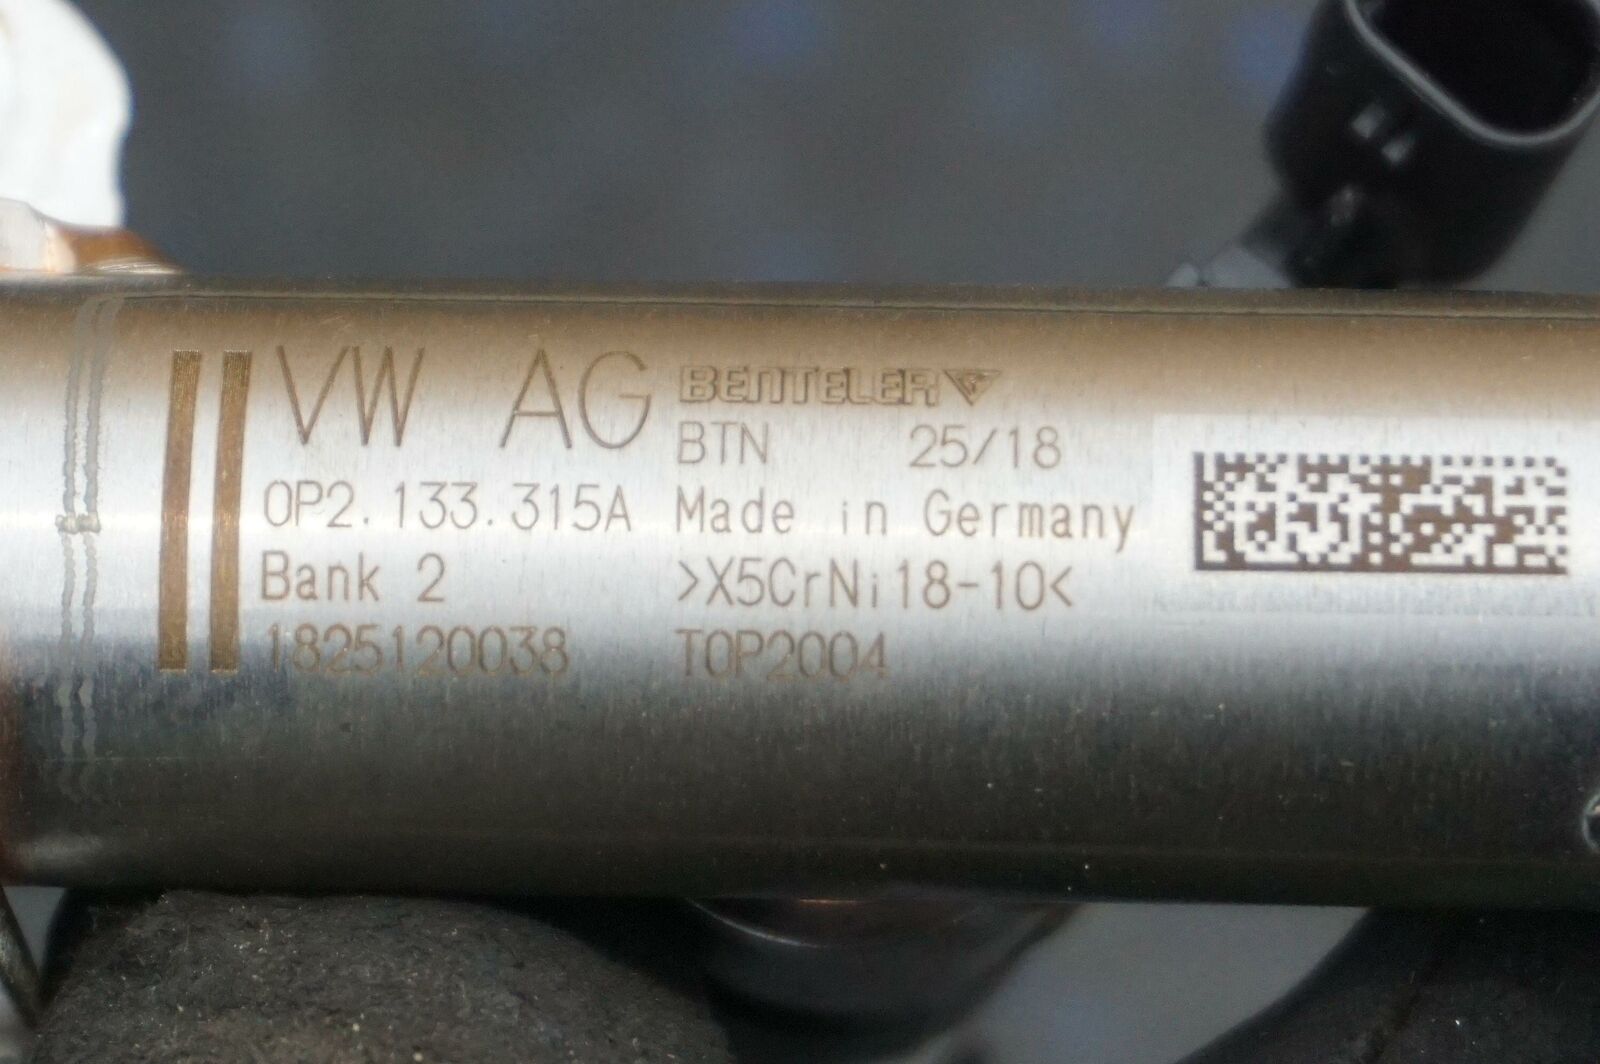 VW AG
0P2.133.315A
Bank 2
1825120038
BENTELER
BTN 25/18
Made in Germany
>X5CrNi18-10<
TOP2004